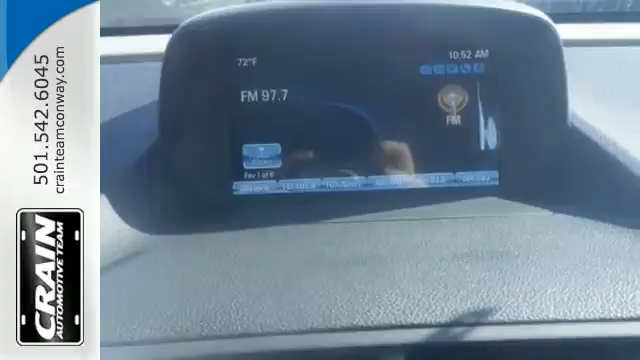 501.542.6045
crainteamconway.com
CRAIN
AUTOMOTIVE TEAM
72°F
10:52 AM
FM 97.7
FM
Fav 1 of 6